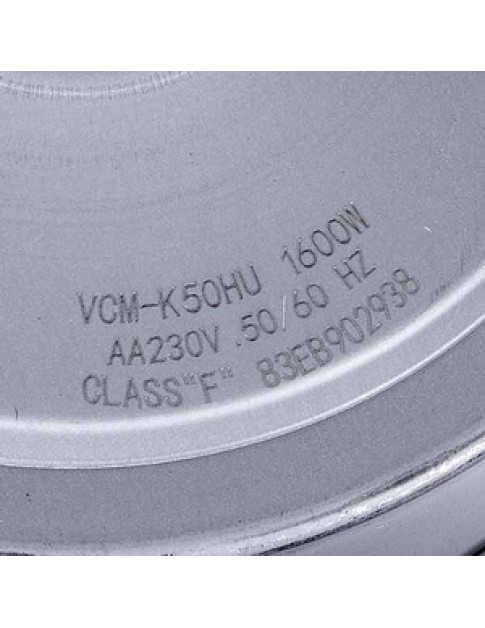 VCM-K50HU 1600W
AA230V .50/60 HZ
CLASS"F" 83EB902938